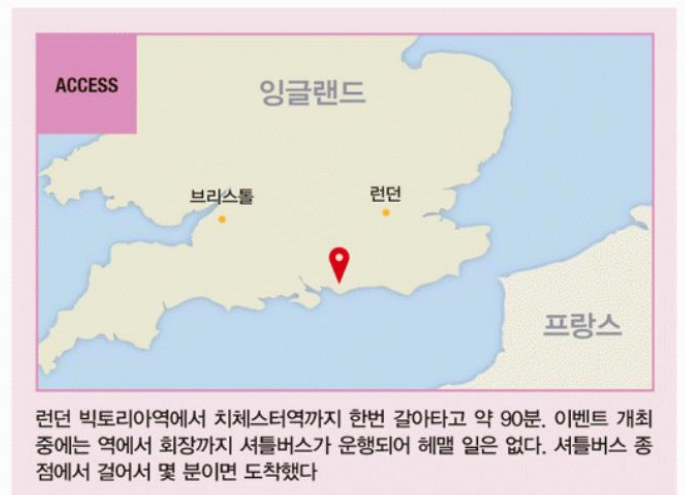 ACCESS
잉글랜드
브리스톨
런던
프랑스
런던 빅토리아역에서 치체스터역까지 한번 갈아타고 약 90분. 이벤트 개최
중에는 역에서 회장까지 셔틀버스가 운행되어 헤맬 일은 없다. 셔틀버스 종
점에서 걸어서 몇 분이면 도착했다